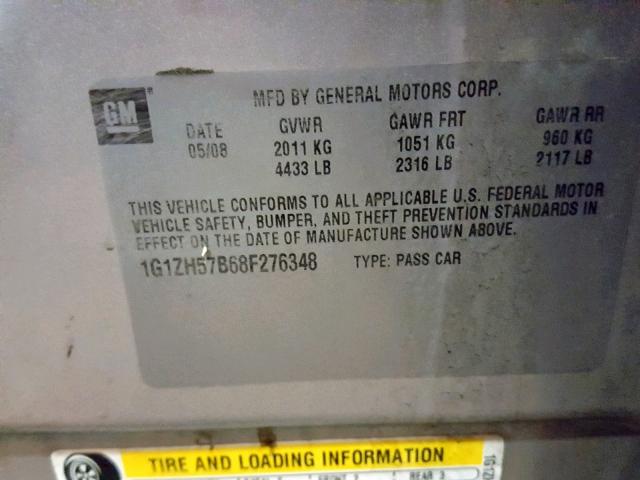 GM
MFD BY GENERAL MOTORS CORP.
DATE GVWR GAWR FRT GAWR RR
05/08 2011 KG 1051 KG 960 KG
4433 LB 2316 LB 2117 LB
THIS VEHICLE CONFORMS TO ALL APPLICABLE U.S. FEDERAL MOTOR
VEHICLE SAFETY, BUMPER, AND THEFT PREVENTION STANDARDS IN
EFFECT ON THE DATE OF MANUFACTURE SHOWN ABOVE.
1G1ZH57B68F276348 TYPE: PASS CAR
TIRE AND LOADING INFORMATION